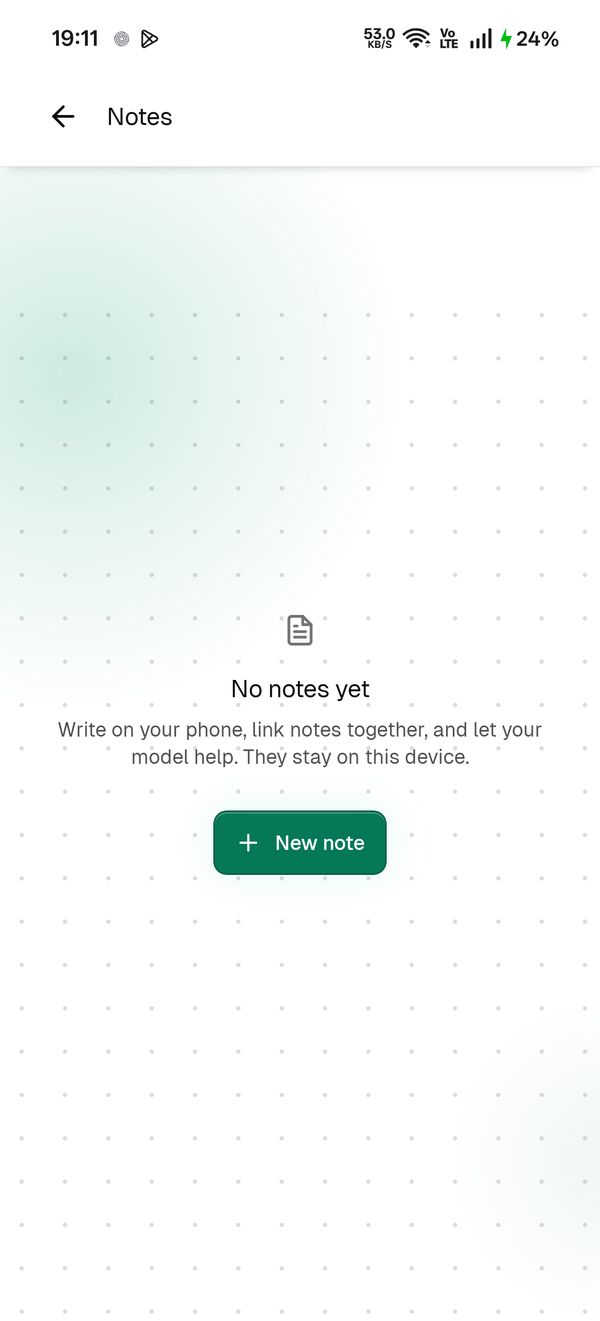 19:11
53.0
KB/S
Vo
LTE
24%
Notes
No notes yet
Write on your phone, link notes together, and let your
model help. They stay on this device.
New note